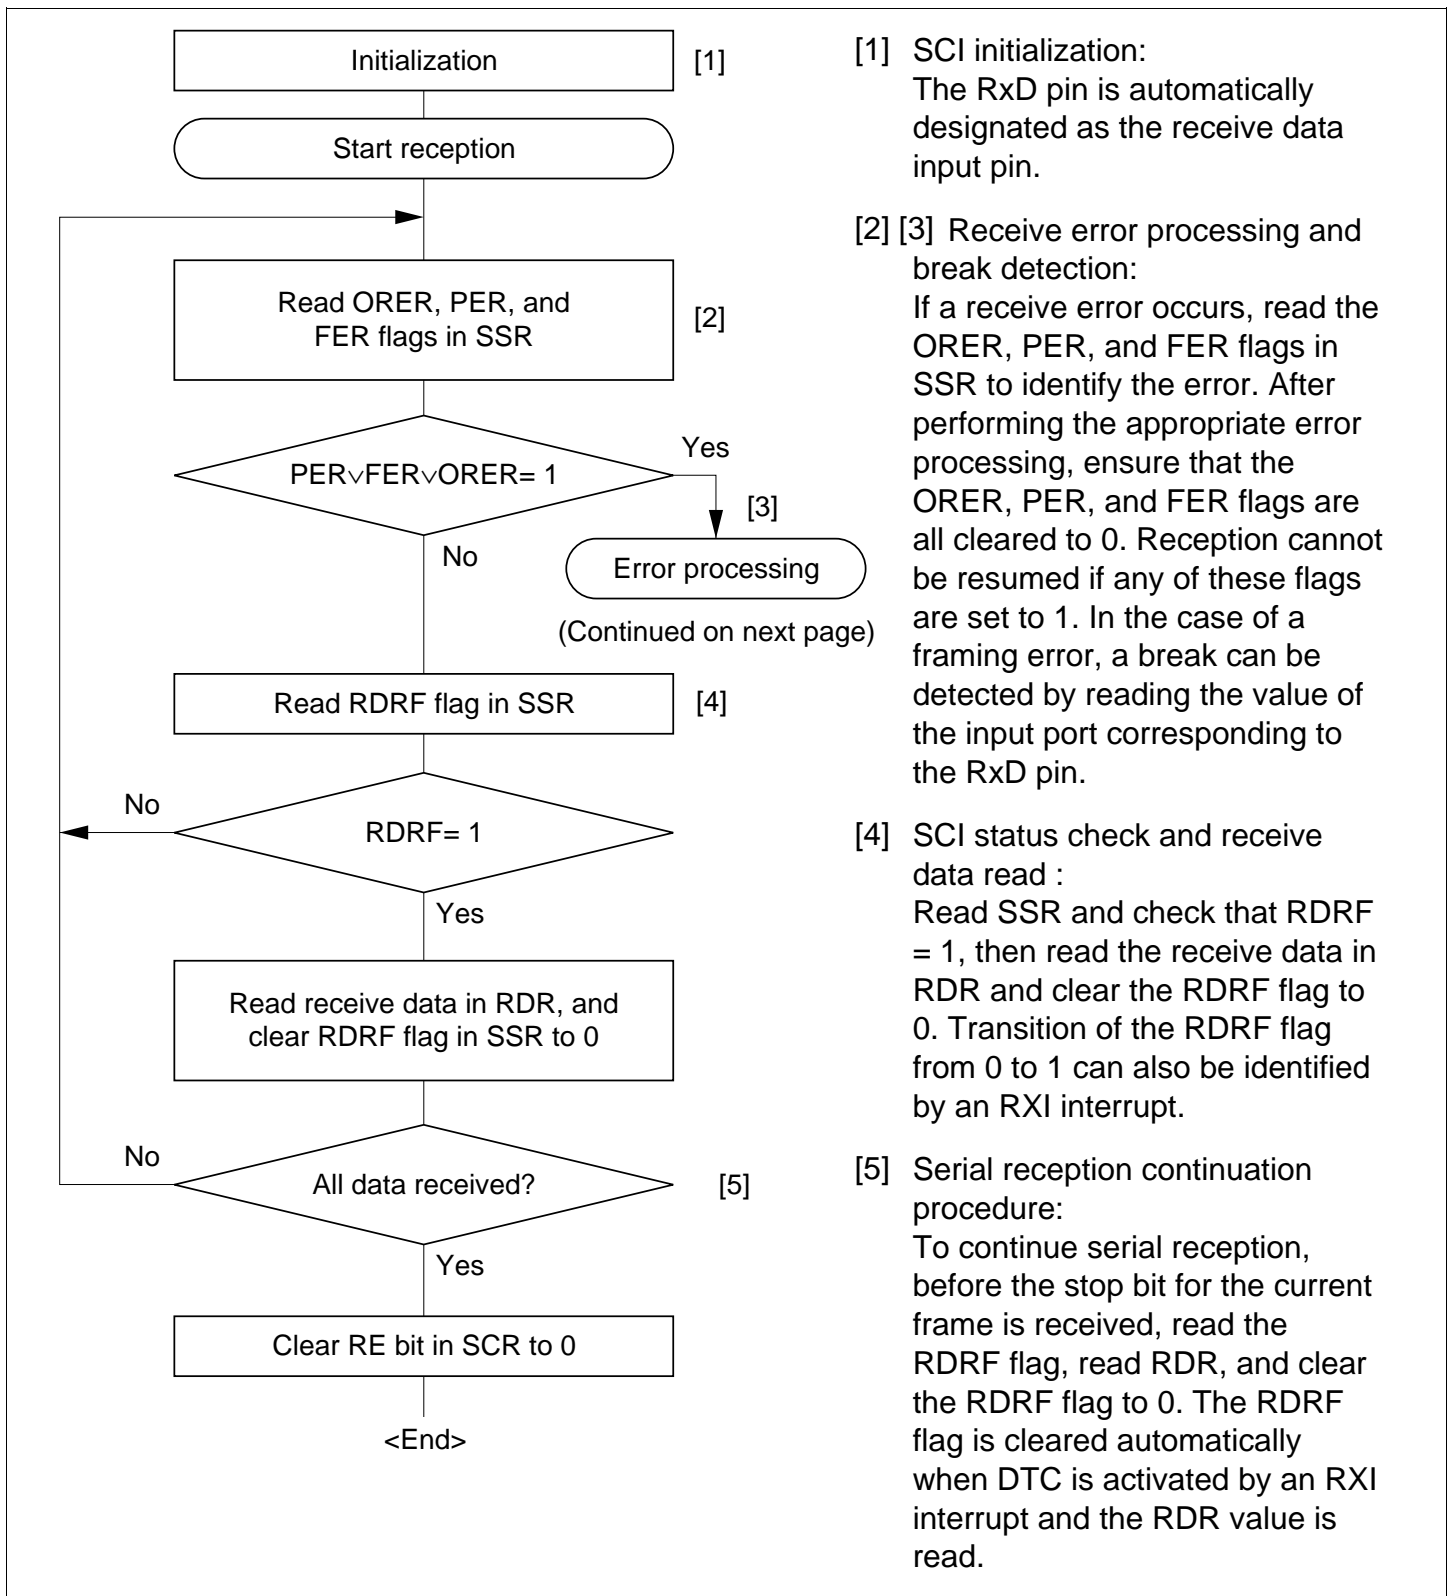 Initialization
[1]
Start reception
Read ORER, PER, and
FER flags in SSR
[2]
PER∨FER∨ORER= 1
Yes
[3]
No
Error processing
(Continued on next page)
Read RDRF flag in SSR
[4]
No
RDRF= 1
Yes
Read receive data in RDR, and
clear RDRF flag in SSR to 0
No
All data received?
[5]
Yes
Clear RE bit in SCR to 0
<End>
[1] SCI initialization:
The RxD pin is automatically
designated as the receive data
input pin.
[2] [3] Receive error processing and
break detection:
If a receive error occurs, read the
ORER, PER, and FER flags in
SSR to identify the error. After
performing the appropriate error
processing, ensure that the
ORER, PER, and FER flags are
all cleared to 0. Reception cannot
be resumed if any of these flags
are set to 1. In the case of a
framing error, a break can be
detected by reading the value of
the input port corresponding to
the RxD pin.
[4] SCI status check and receive
data read :
Read SSR and check that RDRF
= 1, then read the receive data in
RDR and clear the RDRF flag to
0. Transition of the RDRF flag
from 0 to 1 can also be identified
by an RXI interrupt.
[5] Serial reception continuation
procedure:
To continue serial reception,
before the stop bit for the current
frame is received, read the
RDRF flag, read RDR, and clear
the RDRF flag to 0. The RDRF
flag is cleared automatically
when DTC is activated by an RXI
interrupt and the RDR value is
read.